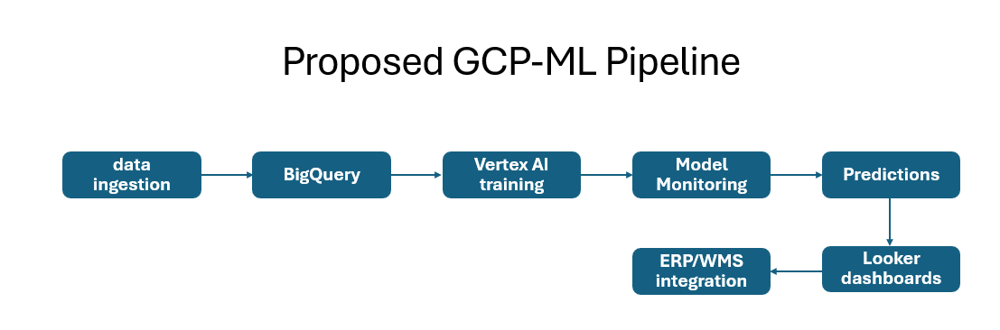 Proposed GCP-ML Pipeline
data
ingestion
BigQuery
Vertex AI
training
Model
Monitoring
Predictions
Looker
dashboards
ERP/WMS
integration